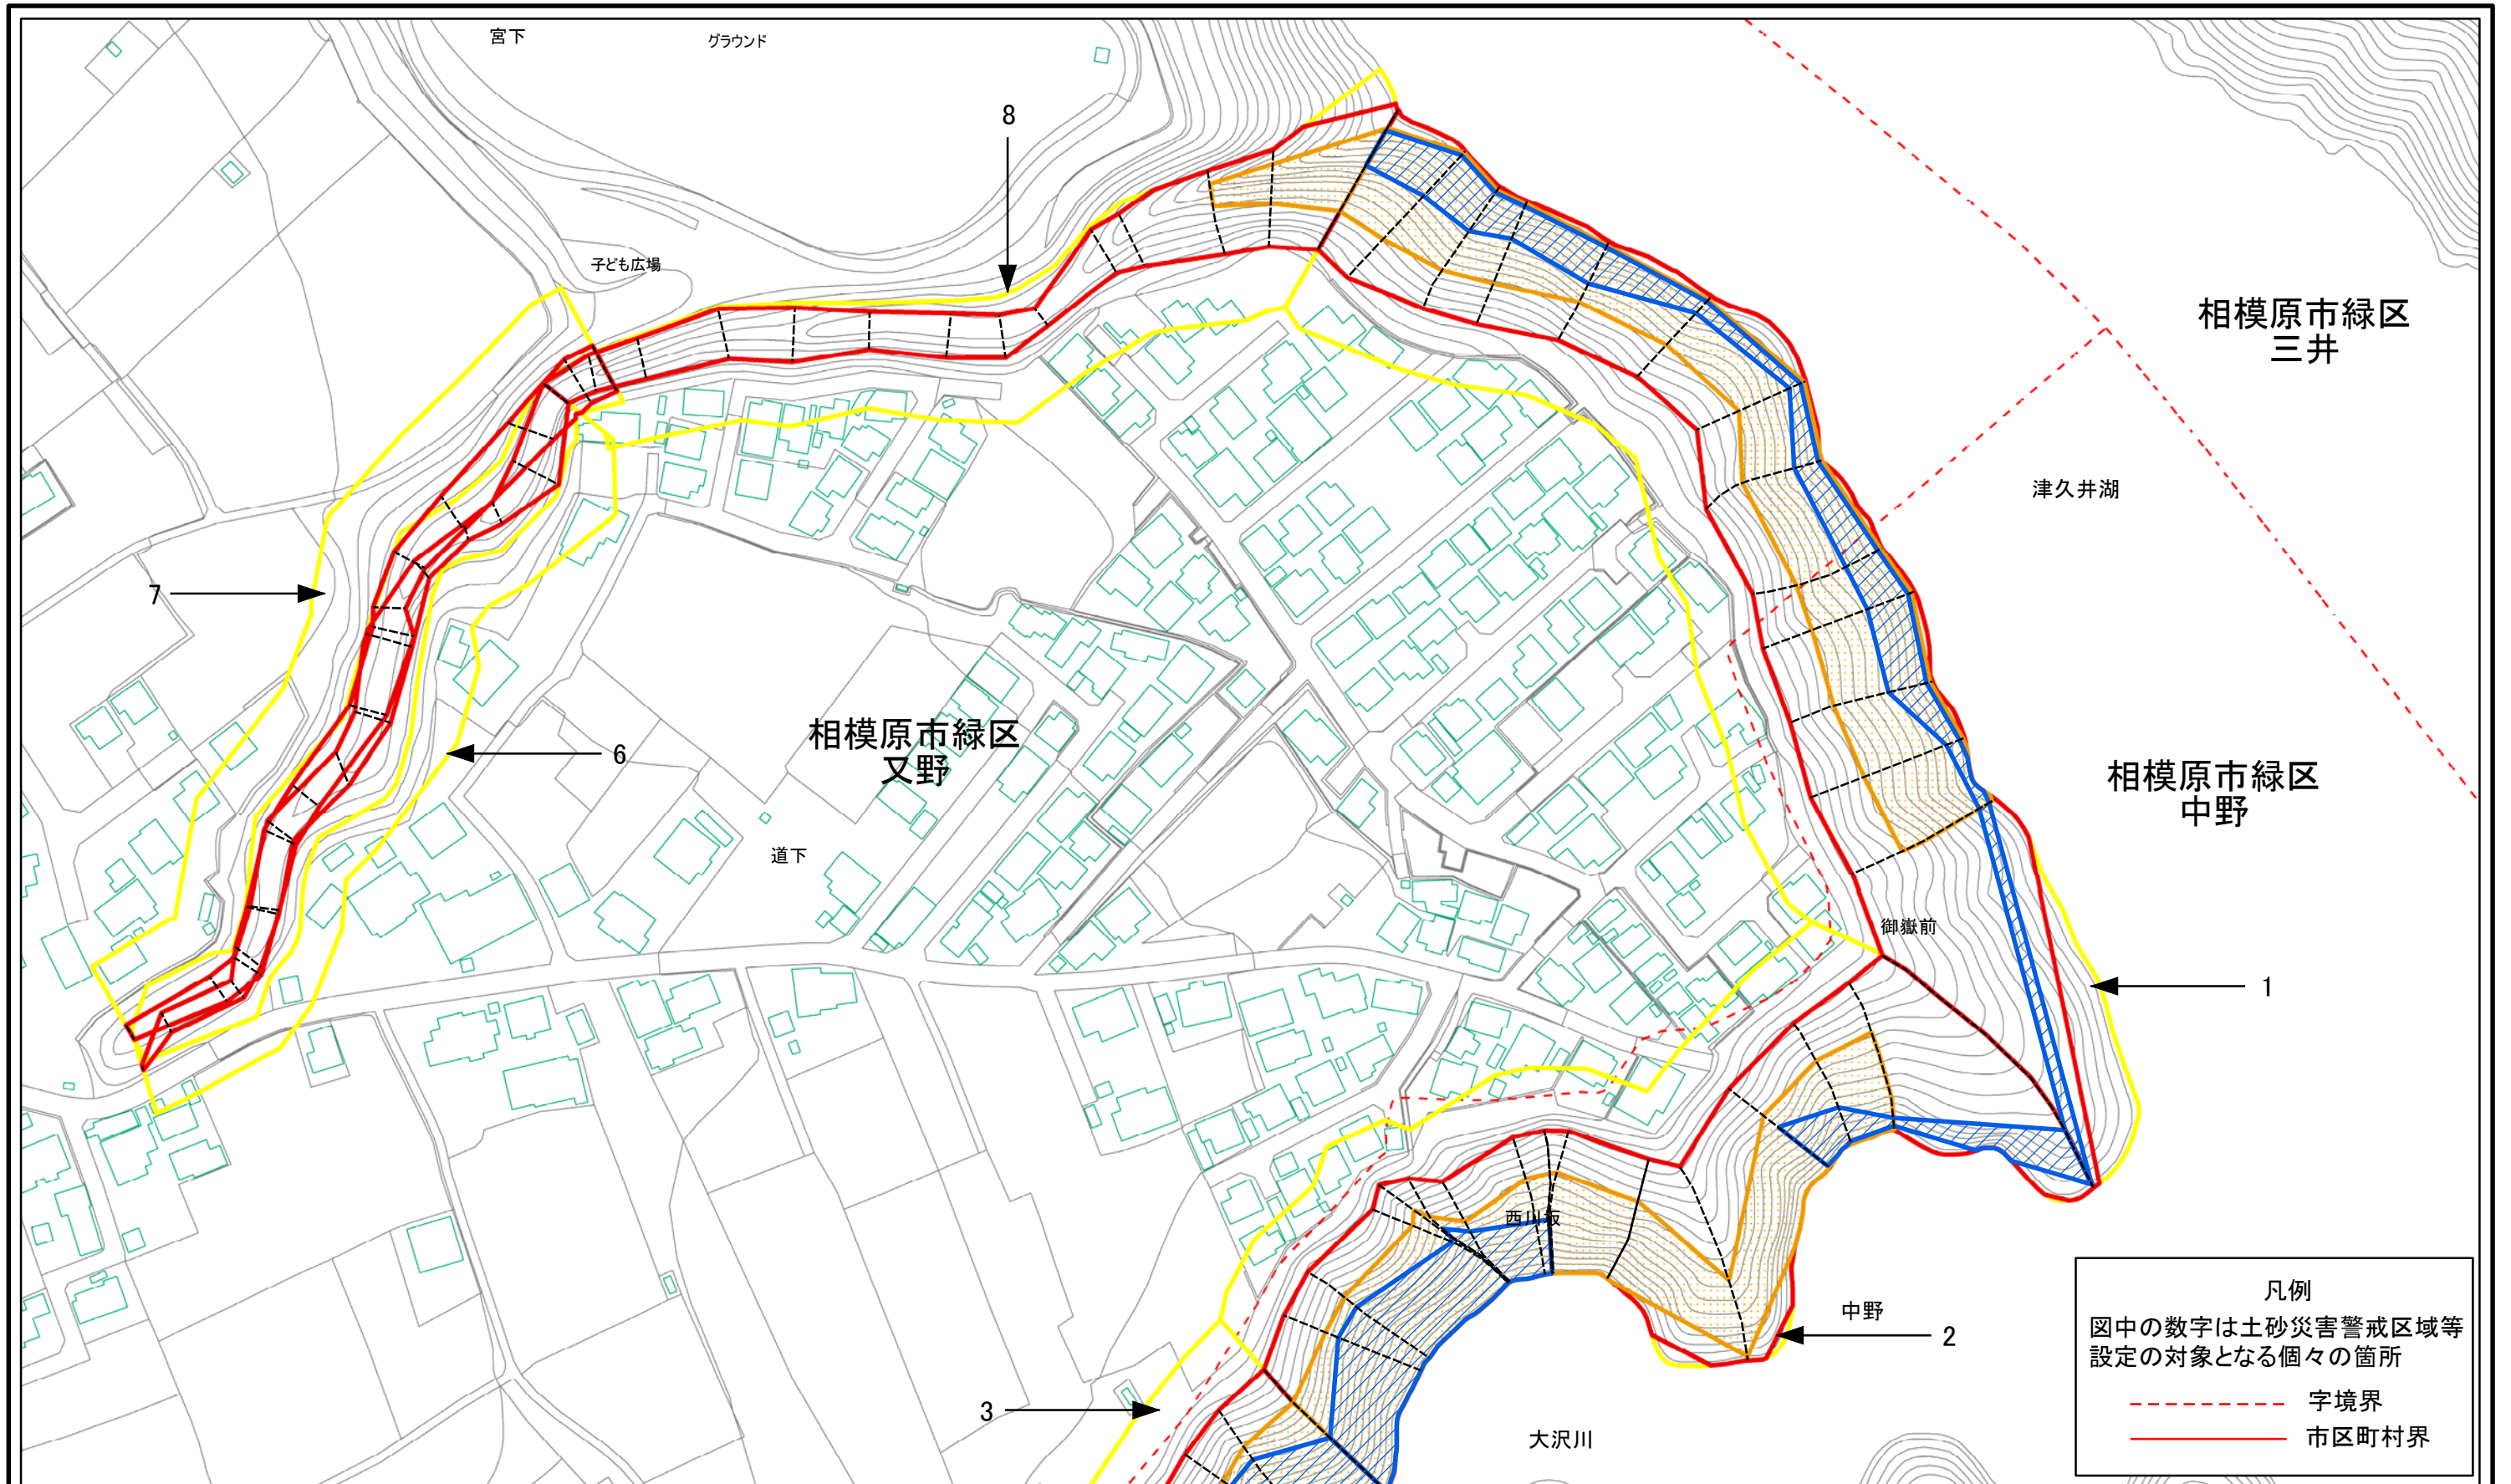 宮下
グラウンド
8
子ども広場
相模原市緑区
三井
津久井湖
7
6
相模原市緑区
又野
相模原市緑区
中野
道下
御嶽前
1
西川坂
中野
2
3
大沢川
凡例
図中の数字は土砂災害警戒区域等
設定の対象となる個々の箇所
字境界
市区町村界